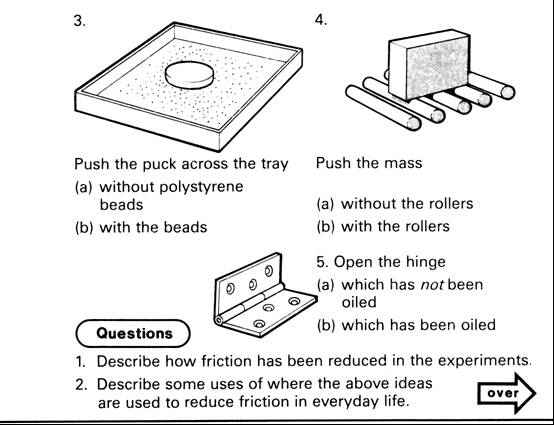 3.
Push the puck across the tray
(a) without polystyrene
beads
(b) with the beads
4.
Push the mass
(a) without the rollers
(b) with the rollers
5. Open the hinge
(a) which has not been
oiled
(b) which has been oiled
Questions
1. Describe how friction has been reduced in the experiments.
2. Describe some uses of where the above ideas
are used to reduce friction in everyday life.
over